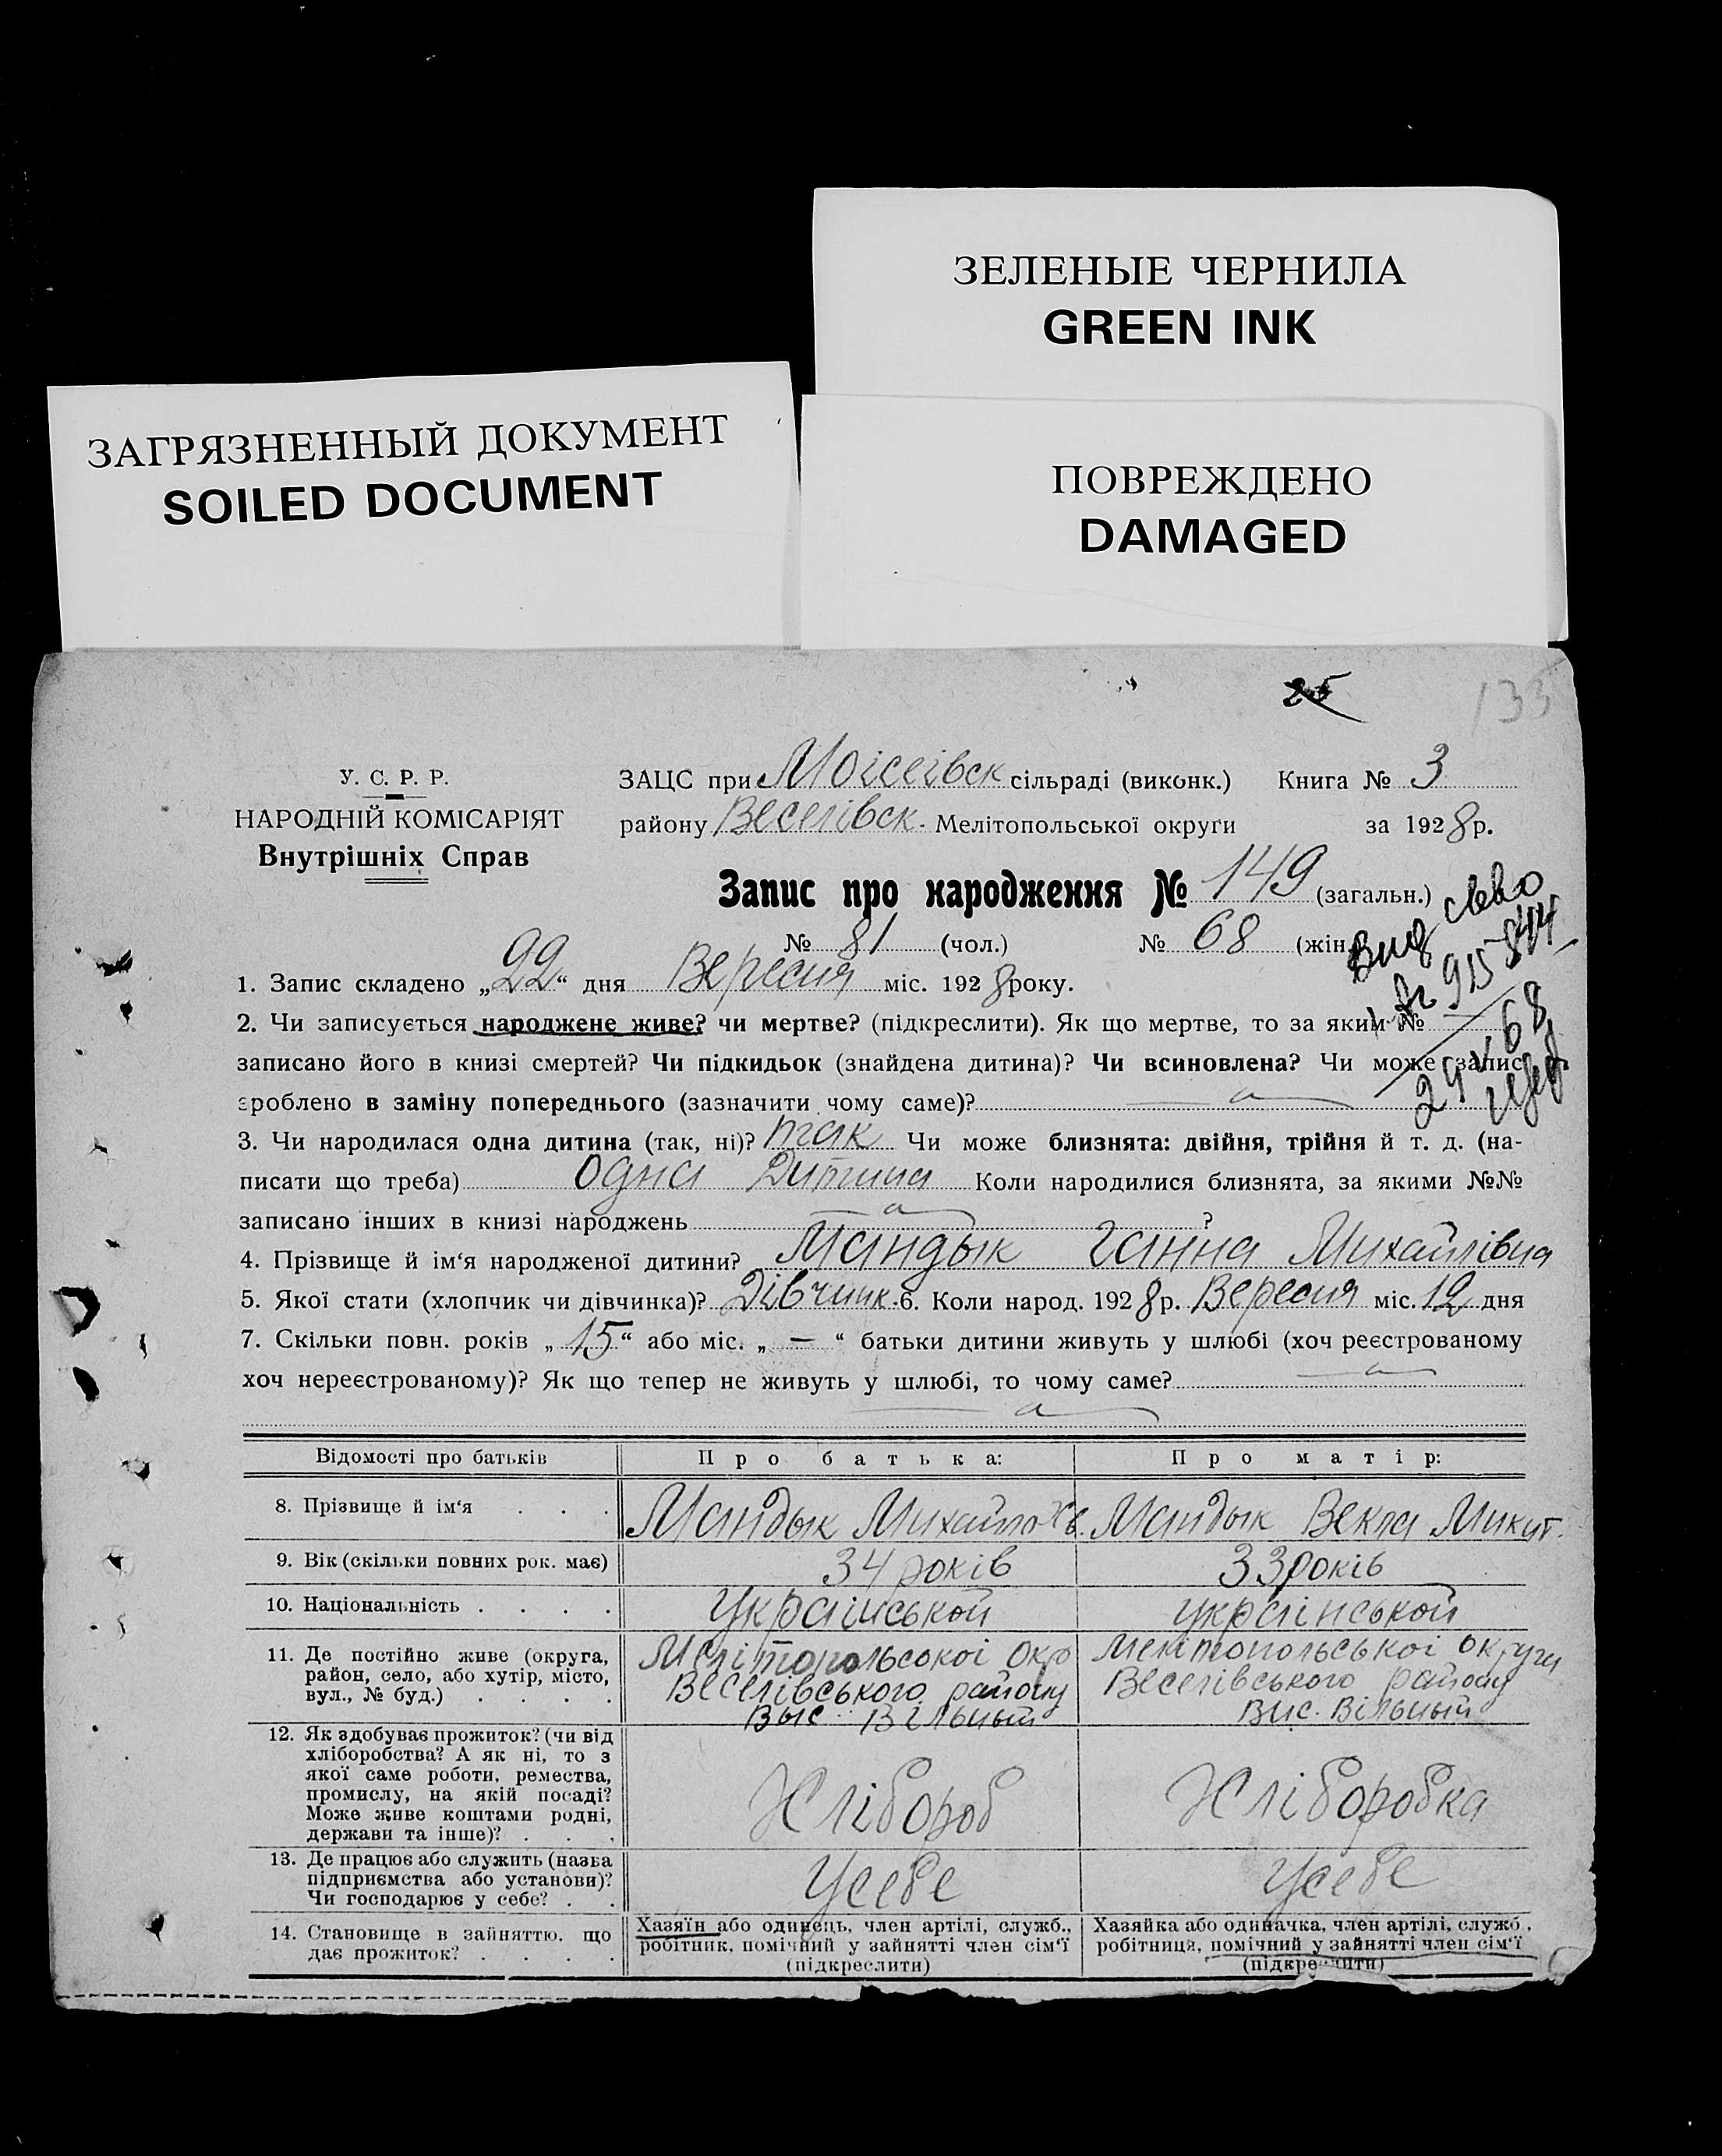 ЗЕЛЕНЫЕ ЧЕРНИЛА
GREEN INK
ЗАГРЯЗНЕННЫЙ ДОКУМЕНТ
SOILED DOCUMENT
ПОВРЕЖДЕНО
DAMAGED
25
133
У. С. Р. Р.
НАРОДНІЙ КОМІСАРІЯТ
Внутрішніх Справ
ЗАЦС при Моісеівск сільраді (виконк.) Книга № 3
району Веселівск. Мелітопольської округи за 1928 р.
Запис про народження № 149 (загальн.)
№ 81 (чол.) № 68 (жін.
№ 915844
68
1. Запис складено „22“ дня Вересня міс. 1928 року.
2. Чи записується народжене живе? чи мертве? (підкреслити). Як що мертве, то за яким №
записано його в книзі смертей? Чи підкидьок (знайдена дитина)? Чи всиновлена? Чи може запис
зроблено в заміну попереднього (зазначити чому саме)?
3. Чи народилася одна дитина (так, ні)? так Чи може близнята: двійня, трійня й т. д. (на-
писати що треба) Одна Дитина Коли народилися близнята, за якими №№
записано інших в книзі народжень ?
4. Прізвище й ім‘я народженої дитини? Мандык Ганна Михайлівна
5. Якої стати (хлопчик чи дівчинка)? Дівчинк. 6. Коли народ. 1928 р. Вересня міс. 12 дня
7. Скільки повн. років „15“ або міс. „—“ батьки дитини живуть у шлюбі (хоч реєстрованому
хоч нереєстрованому)? Як що тепер не живуть у шлюбі, то чому саме?
Відомості про батьків Про батька: Про матір:
8. Прізвище й ім‘я . . . Мандык Михайло Хв. Мандык Векла Микит.
9. Вік (скільки повних рок. має) 34 років 33 років
10. Національність . . . . Українськой українськой
11. Де постійно живе (округа,
район, село, або хутір, місто,
вул., № буд.) . . . .
Мелітопольсокоі Окр
Веселівського району
Выс. Вільный
Мелітопольськоі округи
Веселівського району
Вис. Вільный
12. Як здобуває прожиток? (чи від
хліборобства? А як ні, то з
якої саме роботи, ремества,
промислу, на якій посаді?
Може живе коштами родні,
держави та інше)? . . .
Хлібороб Хліборобка
13. Де працює або служить (назва
підприємства або установи)?
Чи господарює у себе? . .
Усебе Усебе
14. Становище в зайняттю, що
дає прожиток? . . . .
Хазяїн або одинець, член артілі, служб.,
робітник, помічний у зайнятті член сім‘ї
(підкреслити)
Хазяйка або одиначка, член артілі, служб.,
робітниця, помічний у зайнятті член сім‘ї
(підкреслити)